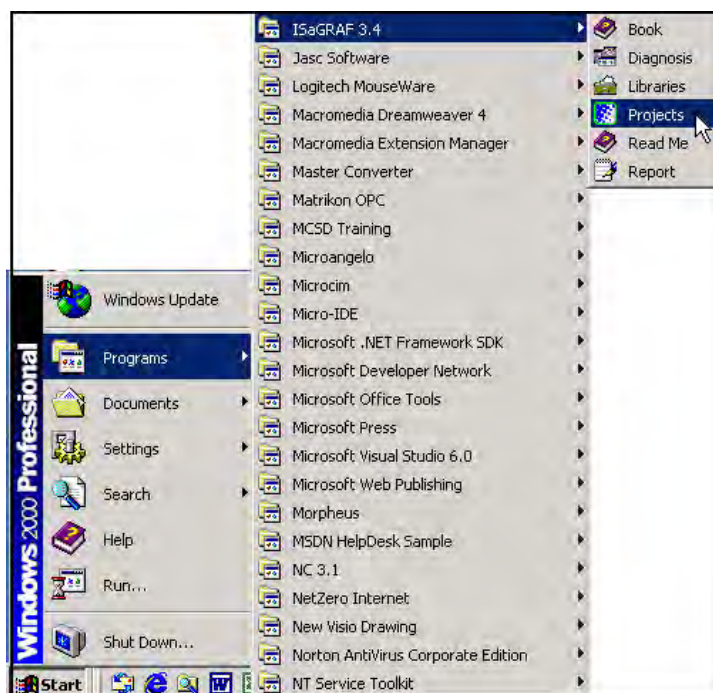 ISaGRAF 3.4
Jasc Software
Logitech MouseWare
Macromedia Dreamweaver 4
Macromedia Extension Manager
Master Converter
Matrikon OPC
MCSD Training
Microangelo
Microcim
Micro-IDE
Microsoft .NET Framework SDK
Microsoft Developer Network
Microsoft Office Tools
Microsoft Press
Microsoft Visual Studio 6.0
Microsoft Web Publishing
Morpheus
MSDN HelpDesk Sample
NC 3.1
NetZero Internet
New Visio Drawing
Norton AntiVirus Corporate Edition
NT Service Toolkit
Book
Diagnosis
Libraries
Projects
Read Me
Report
Windows Update
Programs
Documents
Settings
Search
Help
Run...
Shut Down...
Windows 2000 Professional
Start